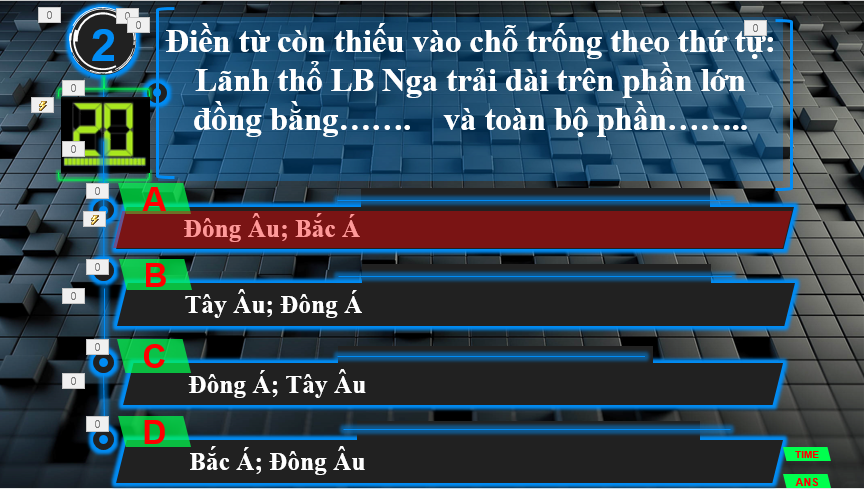 0
0
0
0
2
Điền từ còn thiếu vào chỗ trống theo thứ tự:
Lãnh thổ LB Nga trải dài trên phần lớn
đồng bằng....... và toàn bộ phần........
0
20
0
0
A
Đông Âu; Bắc Á
0
B
Tây Âu; Đông Á
0
0
C
Đông Á; Tây Âu
0
0
D
Bắc Á; Đông Âu
TIME
ANS